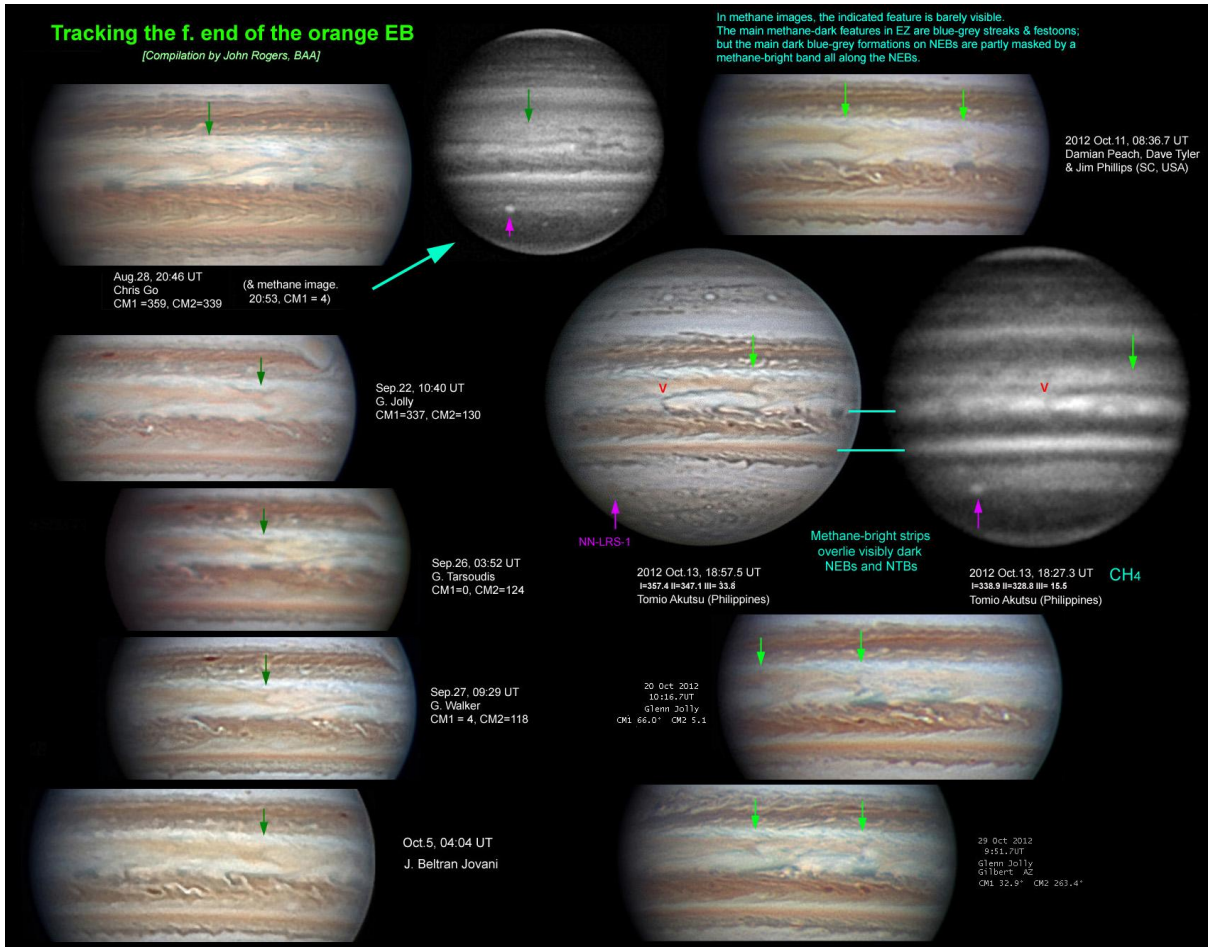 Tracking the f. end of the orange EB
[Compilation by John Rogers, BAA]
In methane images, the indicated feature is barely visible.
The main methane-dark features in EZ are blue-grey streaks & festoons;
but the main dark blue-grey formations on NEBs are partly masked by a
methane-bright band all along the NEBs.
2012 Oct.11, 08:36.7 UT
Damian Peach, Dave Tyler
& Jim Phillips (SC, USA)
Aug.28, 20:46 UT
Chris Go
CM1 =359, CM2=339
(& methane image.
20:53, CM1 = 4)
Sep.22, 10:40 UT
G. Jolly
CM1=337, CM2=130
V
V
NN-LRS-1
Methane-bright strips
overlie visibly dark
NEBs and NTBs
2012 Oct.13, 18:57.5 UT
I=357.4 II=347.1 III= 33.8
Tomio Akutsu (Philippines)
2012 Oct.13, 18:27.3 UT
I=338.9 II=328.8 III= 15.5
Tomio Akutsu (Philippines)
CH4
Sep.26, 03:52 UT
G. Tarsoudis
CM1=0, CM2=124
Sep.27, 09:29 UT
G. Walker
CM1 = 4, CM2=118
20 Oct 2012
10:16.7UT
Glenn Jolly
CM1 66.0° CM2 5.1
Oct.5, 04:04 UT
J. Beltran Jovani
29 Oct 2012
9:51.7UT
Glenn Jolly
Gilbert AZ
CM1 32.9° CM2 263.4°